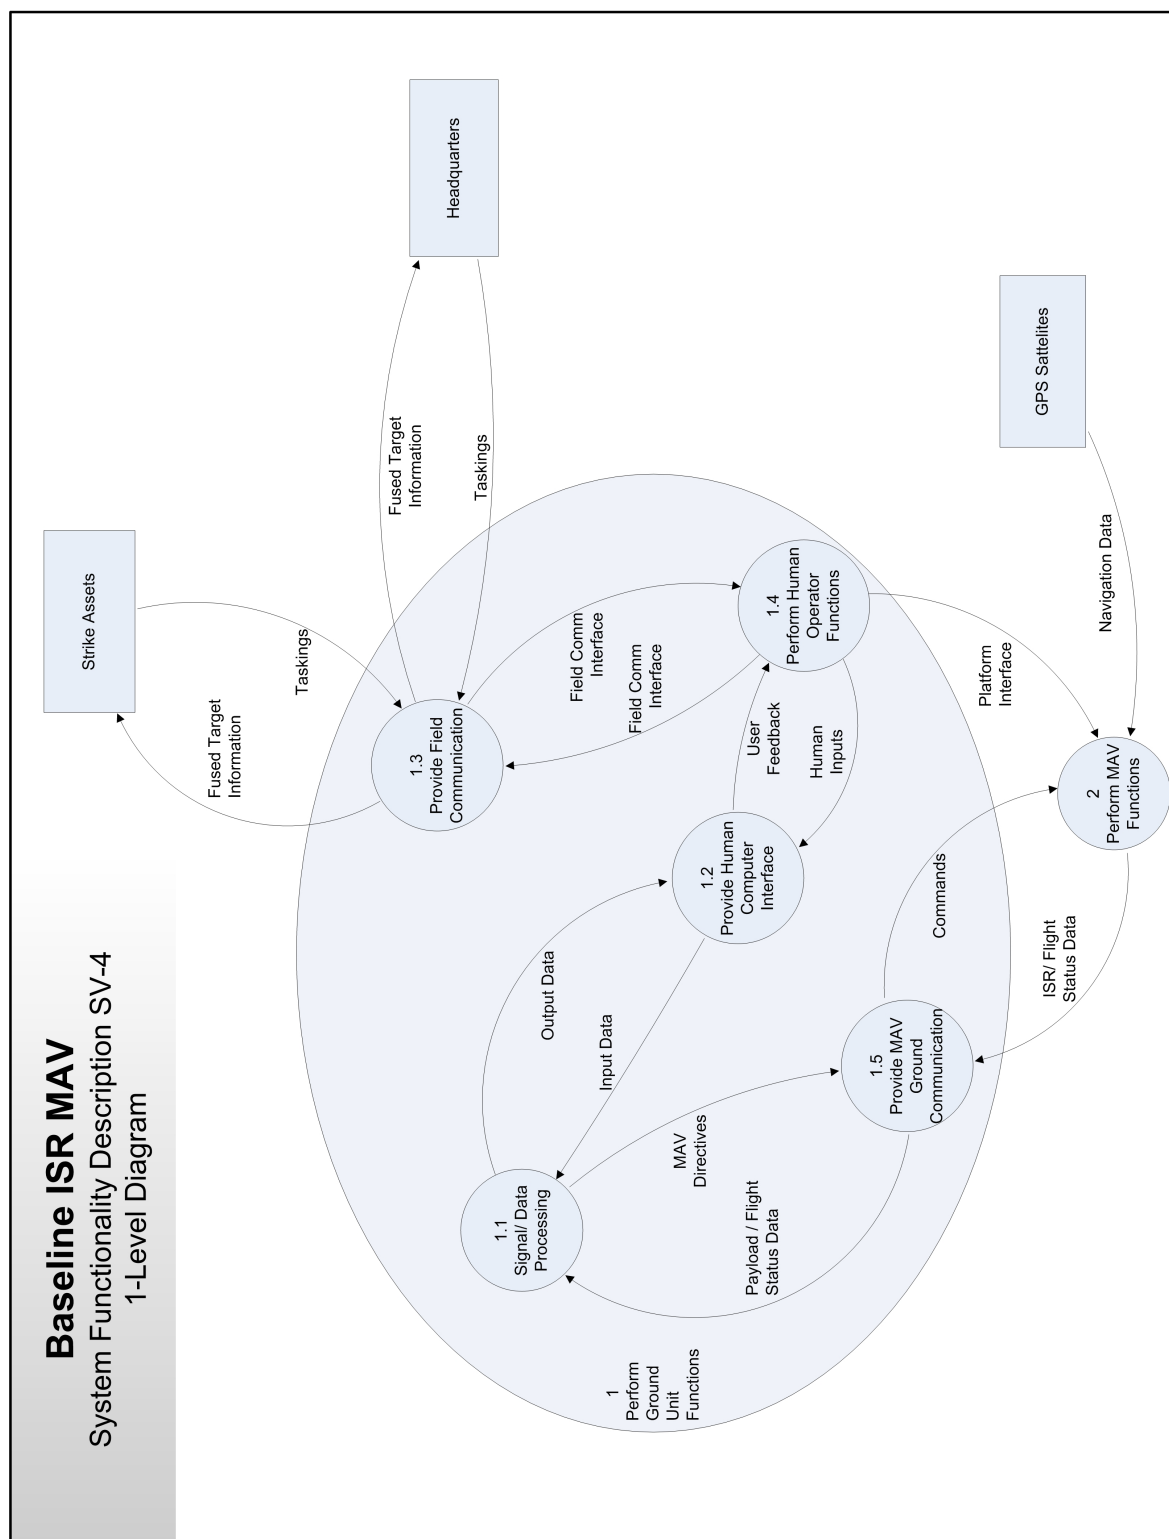 Baseline ISR MAV
System Functionality Description SV-4
1-Level Diagram
Strike Assets
Headquarters
GPS Sattelites
Fused Target
Information
Taskings
Fused Target
Information
Taskings
1.3
Provide Field
Communication
Field Comm
Interface
Field Comm
Interface
1.4
Perform Human
Operator
Functions
User
Feedback
Human
Inputs
1.2
Provide Human
Computer
Interface
Output Data
Input Data
1.1
Signal/ Data
Processing
MAV
Directives
Payload / Flight
Status Data
1.5
Provide MAV
Ground
Communication
1
Perform
Ground
Unit
Functions
Commands
ISR/ Flight
Status Data
Platform
Interface
Navigation Data
2
Perform MAV
Functions